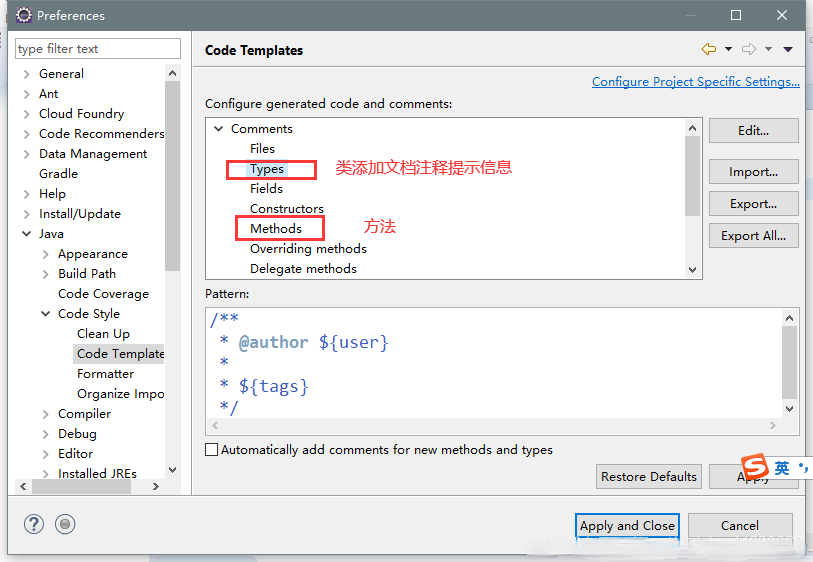 Preferences
type filter text
General
Ant
Cloud Foundry
Code Recommenders
Data Management
Gradle
Help
Install/Update
Java
Appearance
Build Path
Code Coverage
Code Style
Clean Up
Code Template
Formatter
Organize Impo
Compiler
Debug
Editor
Installed JREs
Code Templates
Configure Project Specific Settings...
Configure generated code and comments:
Comments
Files
Types 类添加文档注释提示信息
Fields
Constructors
Methods 方法
Overriding methods
Delegate methods
Edit...
Import...
Export...
Export All...
Pattern:
/**
* @author ${user}
*
* ${tags}
*/
Automatically add comments for new methods and types
Restore Defaults
Apply
S英
?
Apply and Close
Cancel